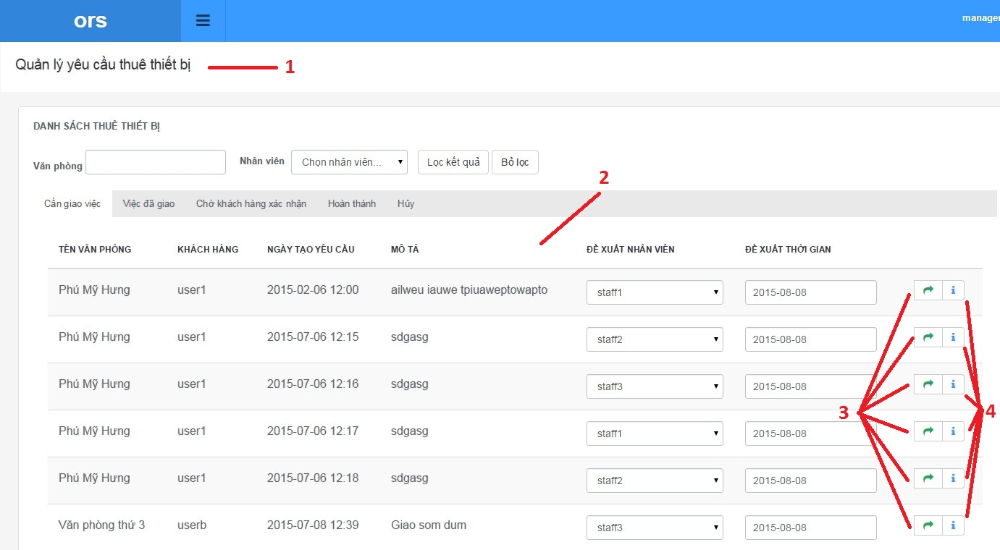 ors
manager
Quản lý yêu cầu thuê thiết bị 1
DANH SÁCH THUÊ THIẾT BỊ
Văn phòng Nhân viên Chọn nhân viên... Lọc kết quả Bỏ lọc
2
Cần giao việc Việc đã giao Chờ khách hàng xác nhận Hoàn thành Hủy
TÊN VĂN PHÒNG KHÁCH HÀNG NGÀY TẠO YÊU CẦU MÔ TẢ ĐỀ XUẤT NHÂN VIÊN ĐỀ XUẤT THỜI GIAN
Phú Mỹ Hưng user1 2015-02-06 12:00 ailweu iauwe tpiuaweptowapto staff1 2015-08-08
Phú Mỹ Hưng user1 2015-07-06 12:15 sdgasg staff2 2015-08-08
Phú Mỹ Hưng user1 2015-07-06 12:16 sdgasg staff3 2015-08-08
3 4
Phú Mỹ Hưng user1 2015-07-06 12:17 sdgasg staff1 2015-08-08
Phú Mỹ Hưng user1 2015-07-06 12:18 sdgasg staff2 2015-08-08
Văn phòng thứ 3 userb 2015-07-08 12:39 Giao som dum staff3 2015-08-08